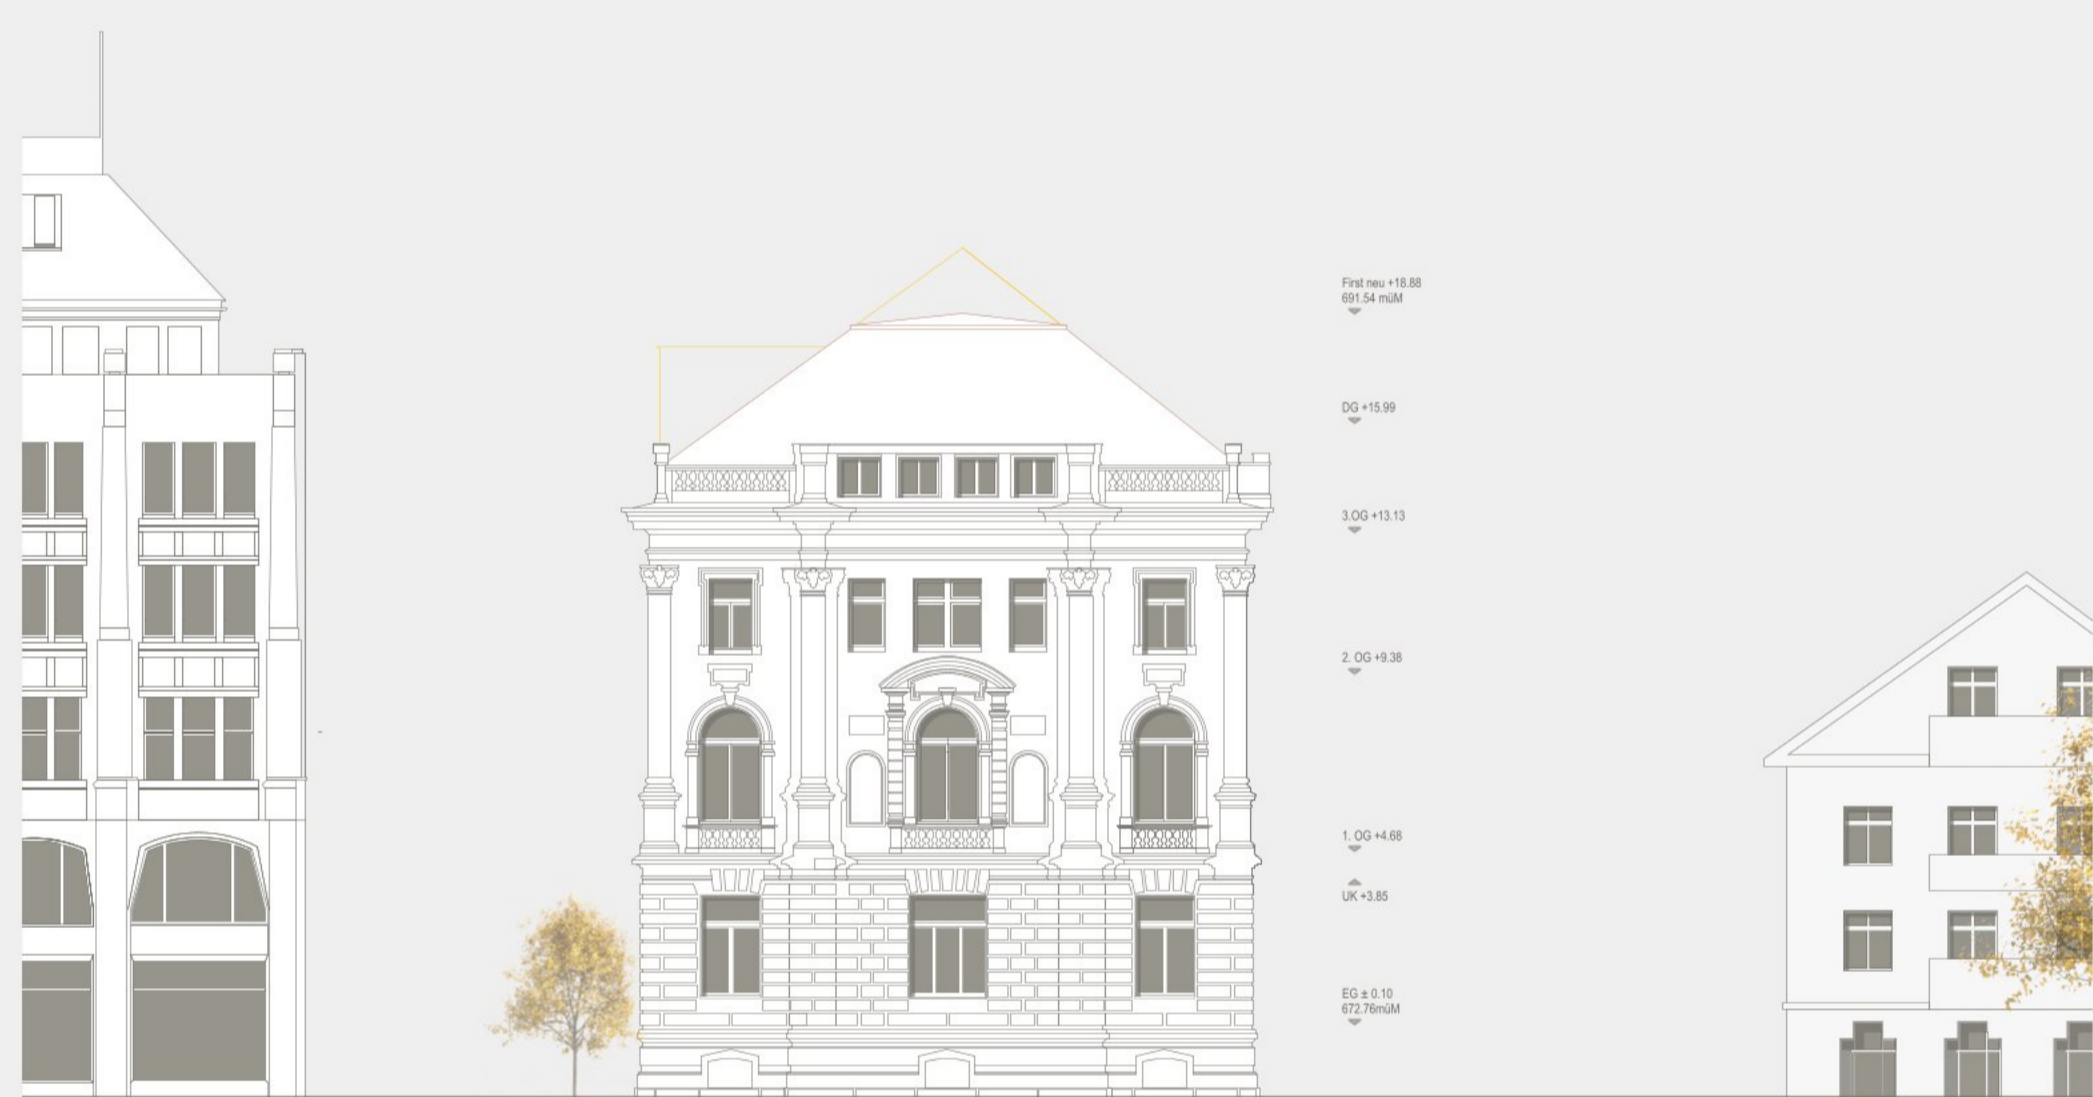 First neu +18.88
691.54 müM
DG +15.99
3.OG +13.13
2. OG +9.38
1. OG +4.68
UK +3.85
EG ± 0.10
672.76müM